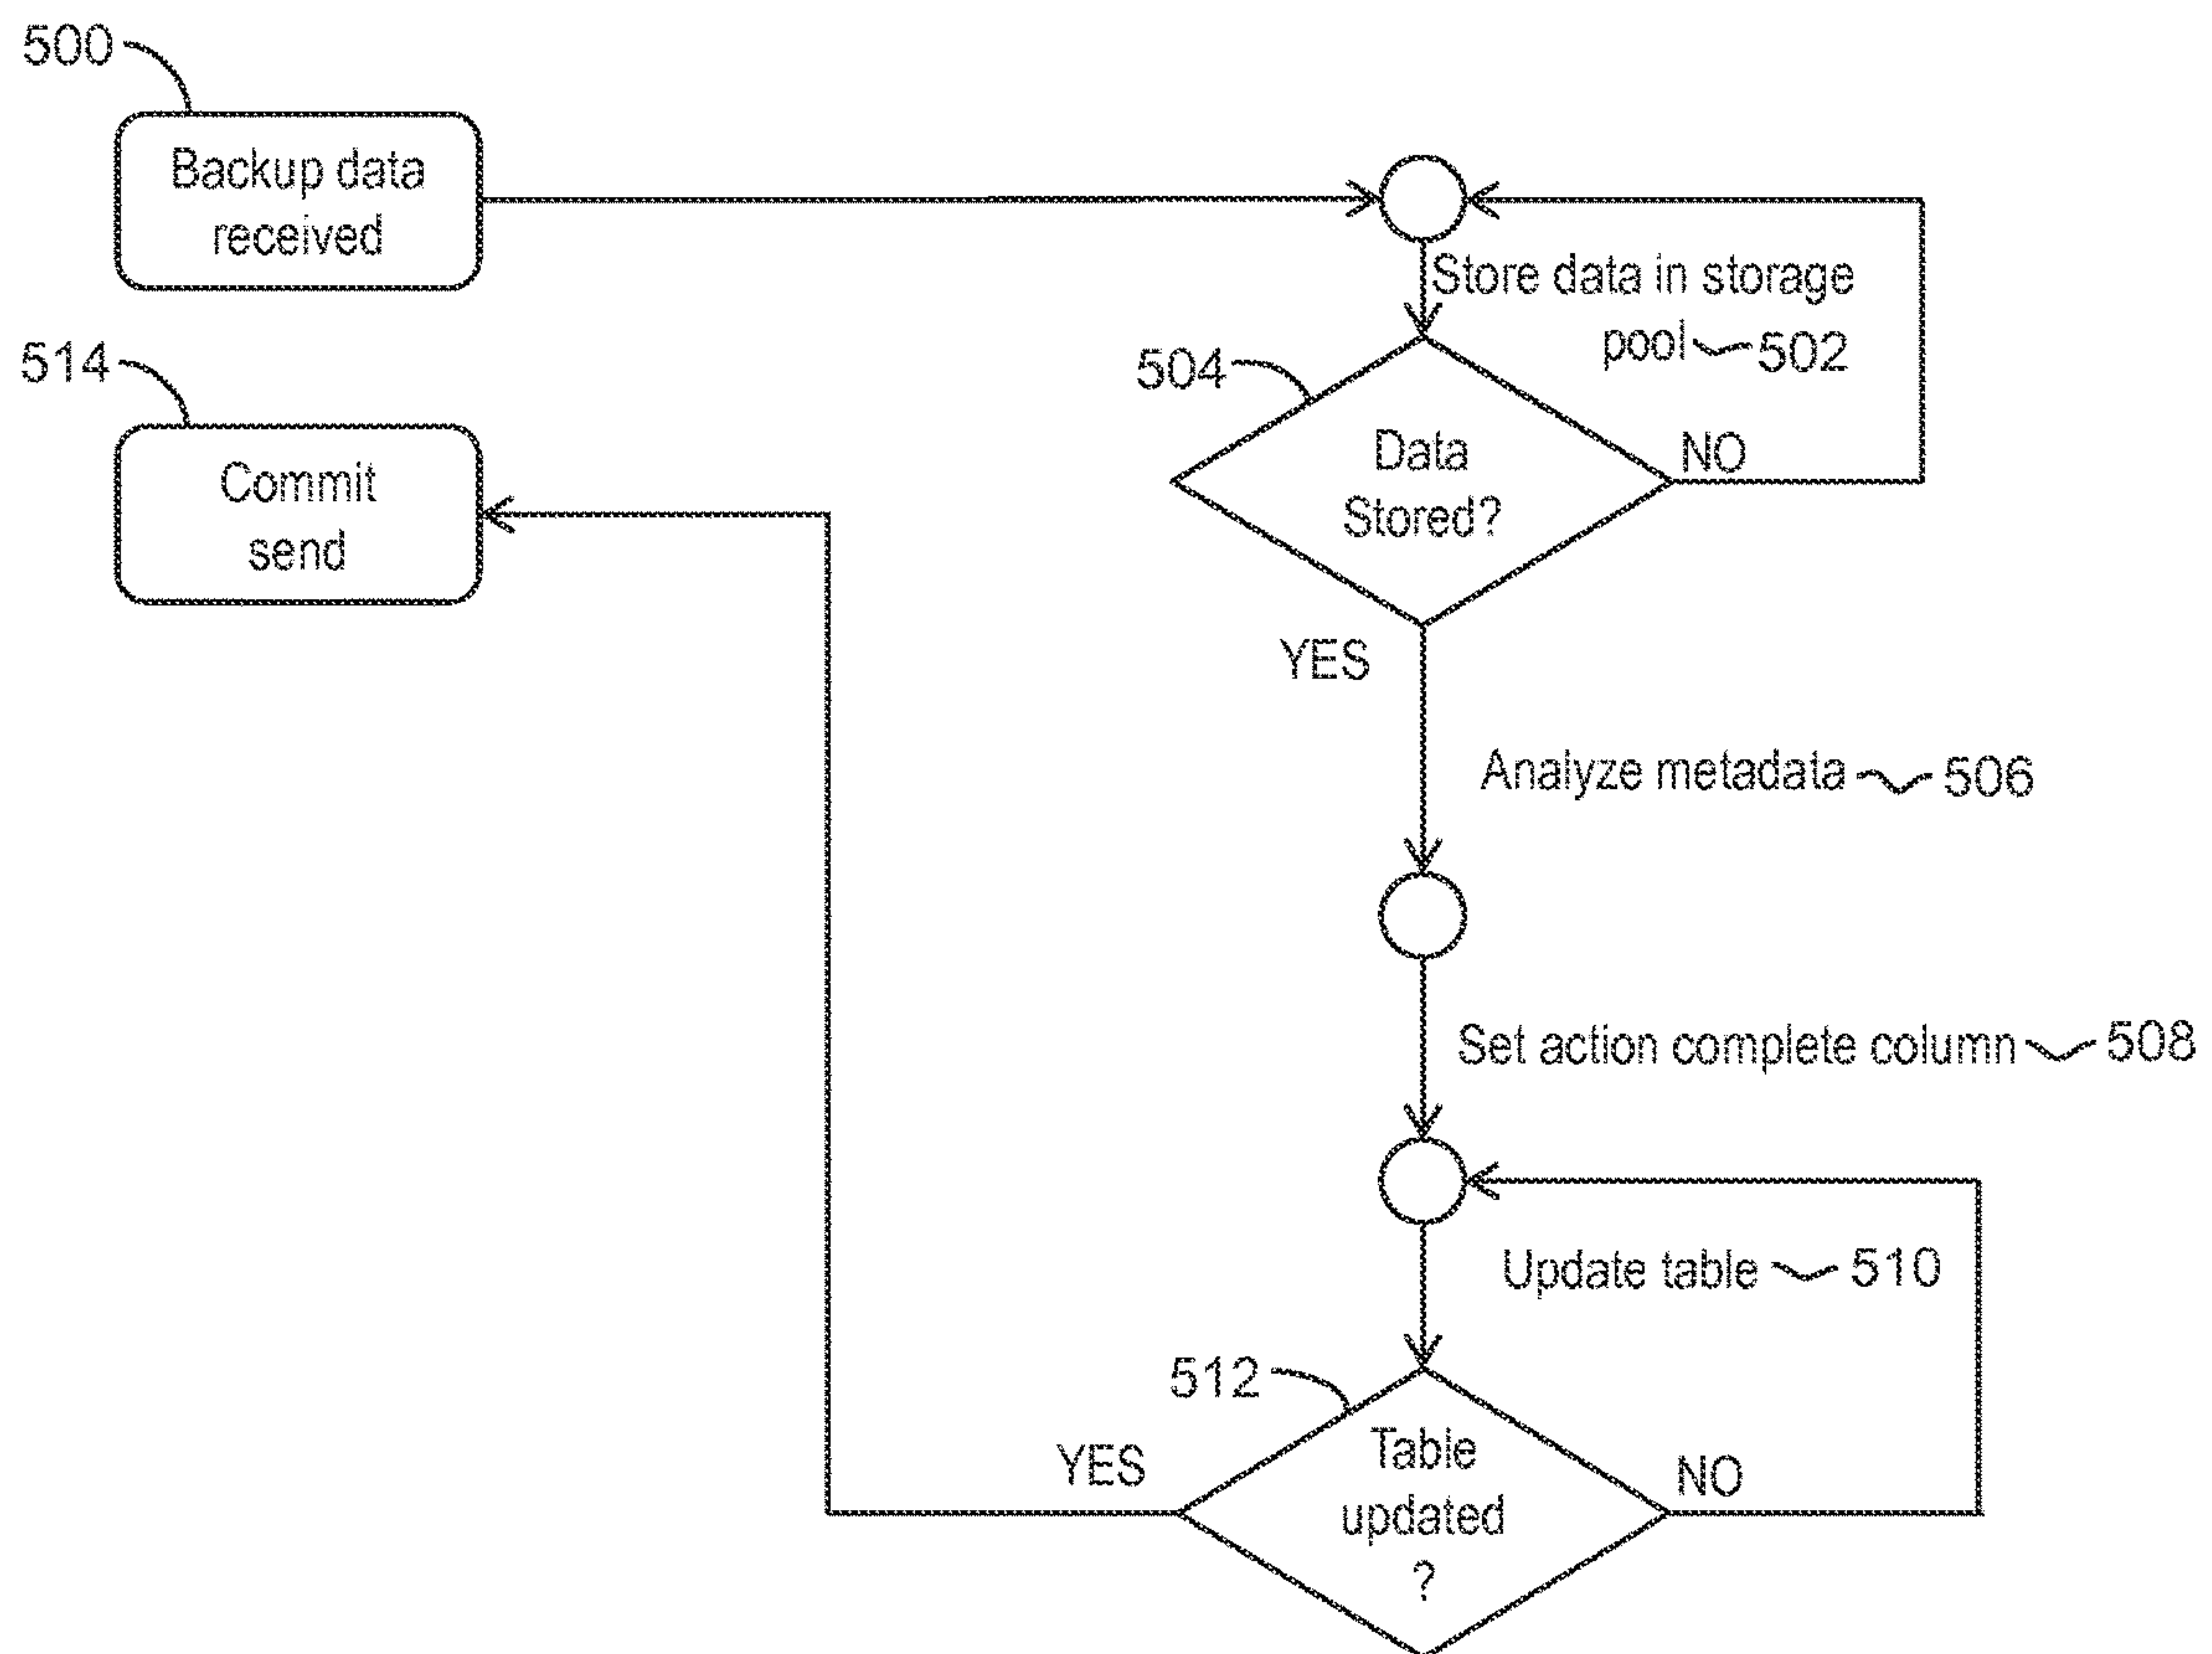 500
Backup data
received
Store data in storage
pool 502
514
504
Commit
send
Data
Stored?
NO
YES
Analyze metadata 506
Set action complete column 508
Update table 510
512
YES
Table
updated
?
NO